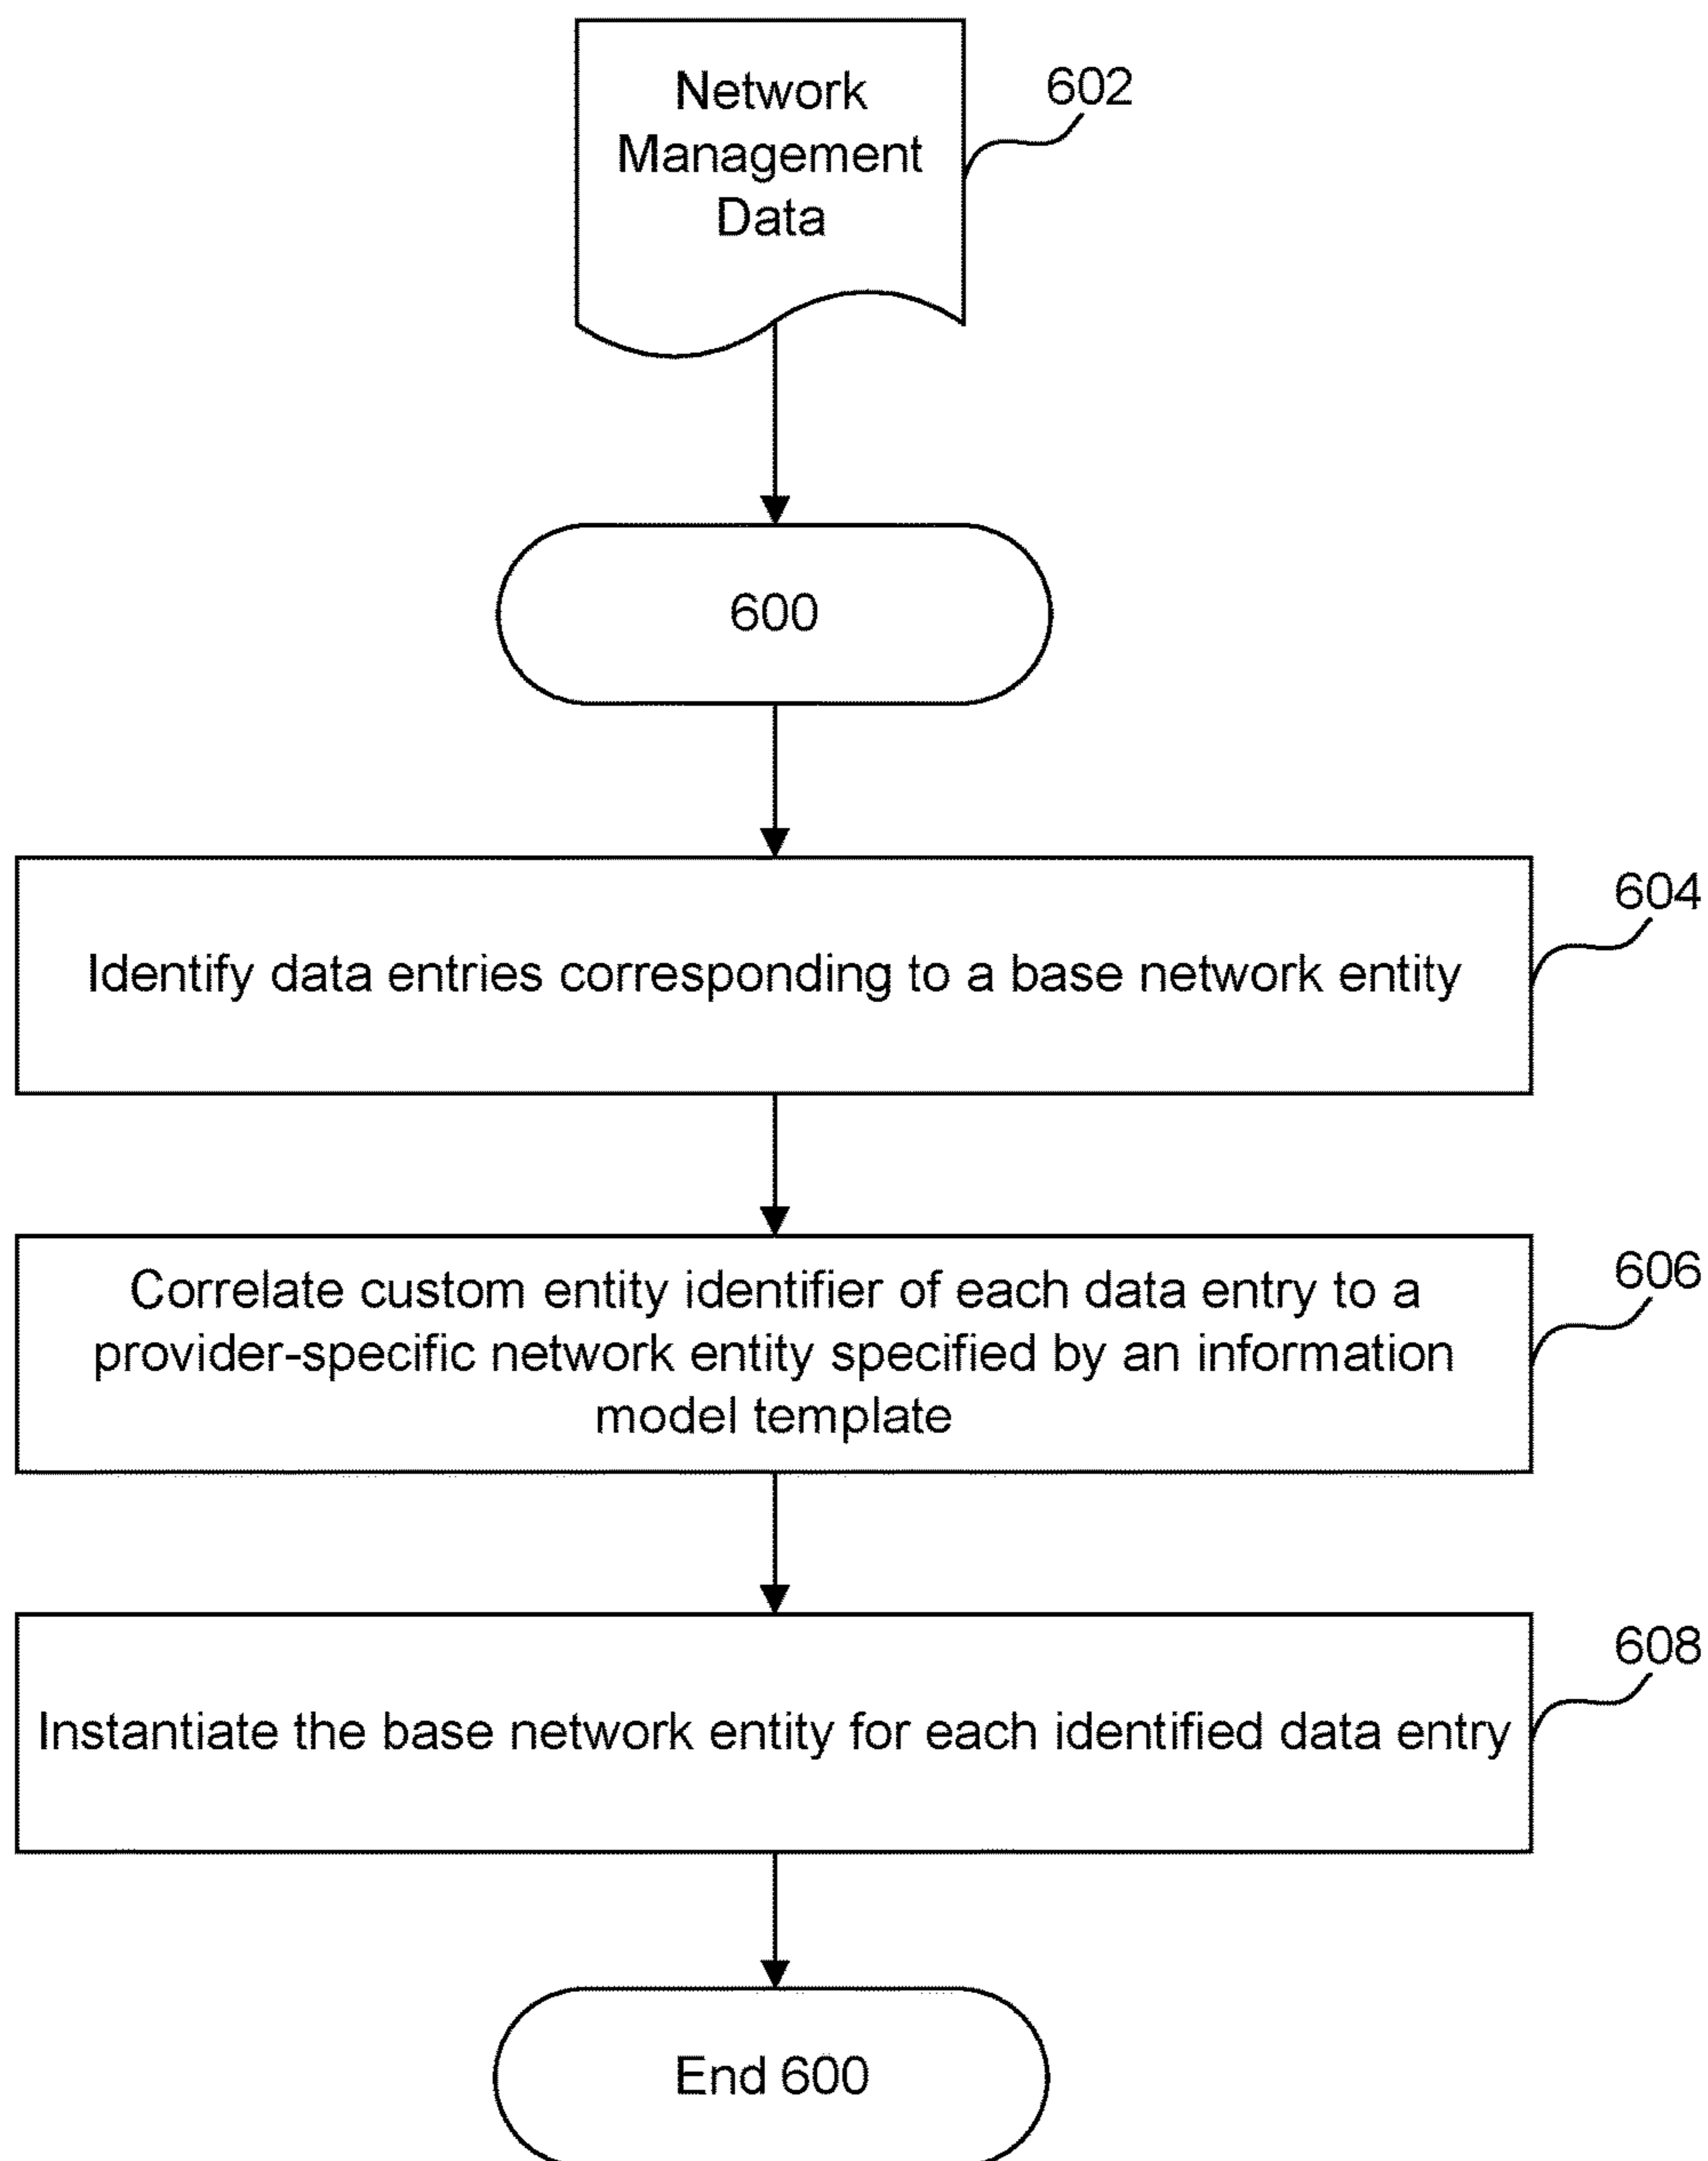 Network
Management
Data
602
600
604
Identify data entries corresponding to a base network entity
606
Correlate custom entity identifier of each data entry to a
provider-specific network entity specified by an information
model template
608
Instantiate the base network entity for each identified data entry
End 600